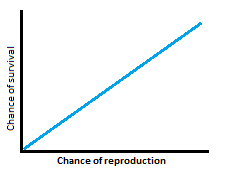 Chance of survival
Chance of reproduction